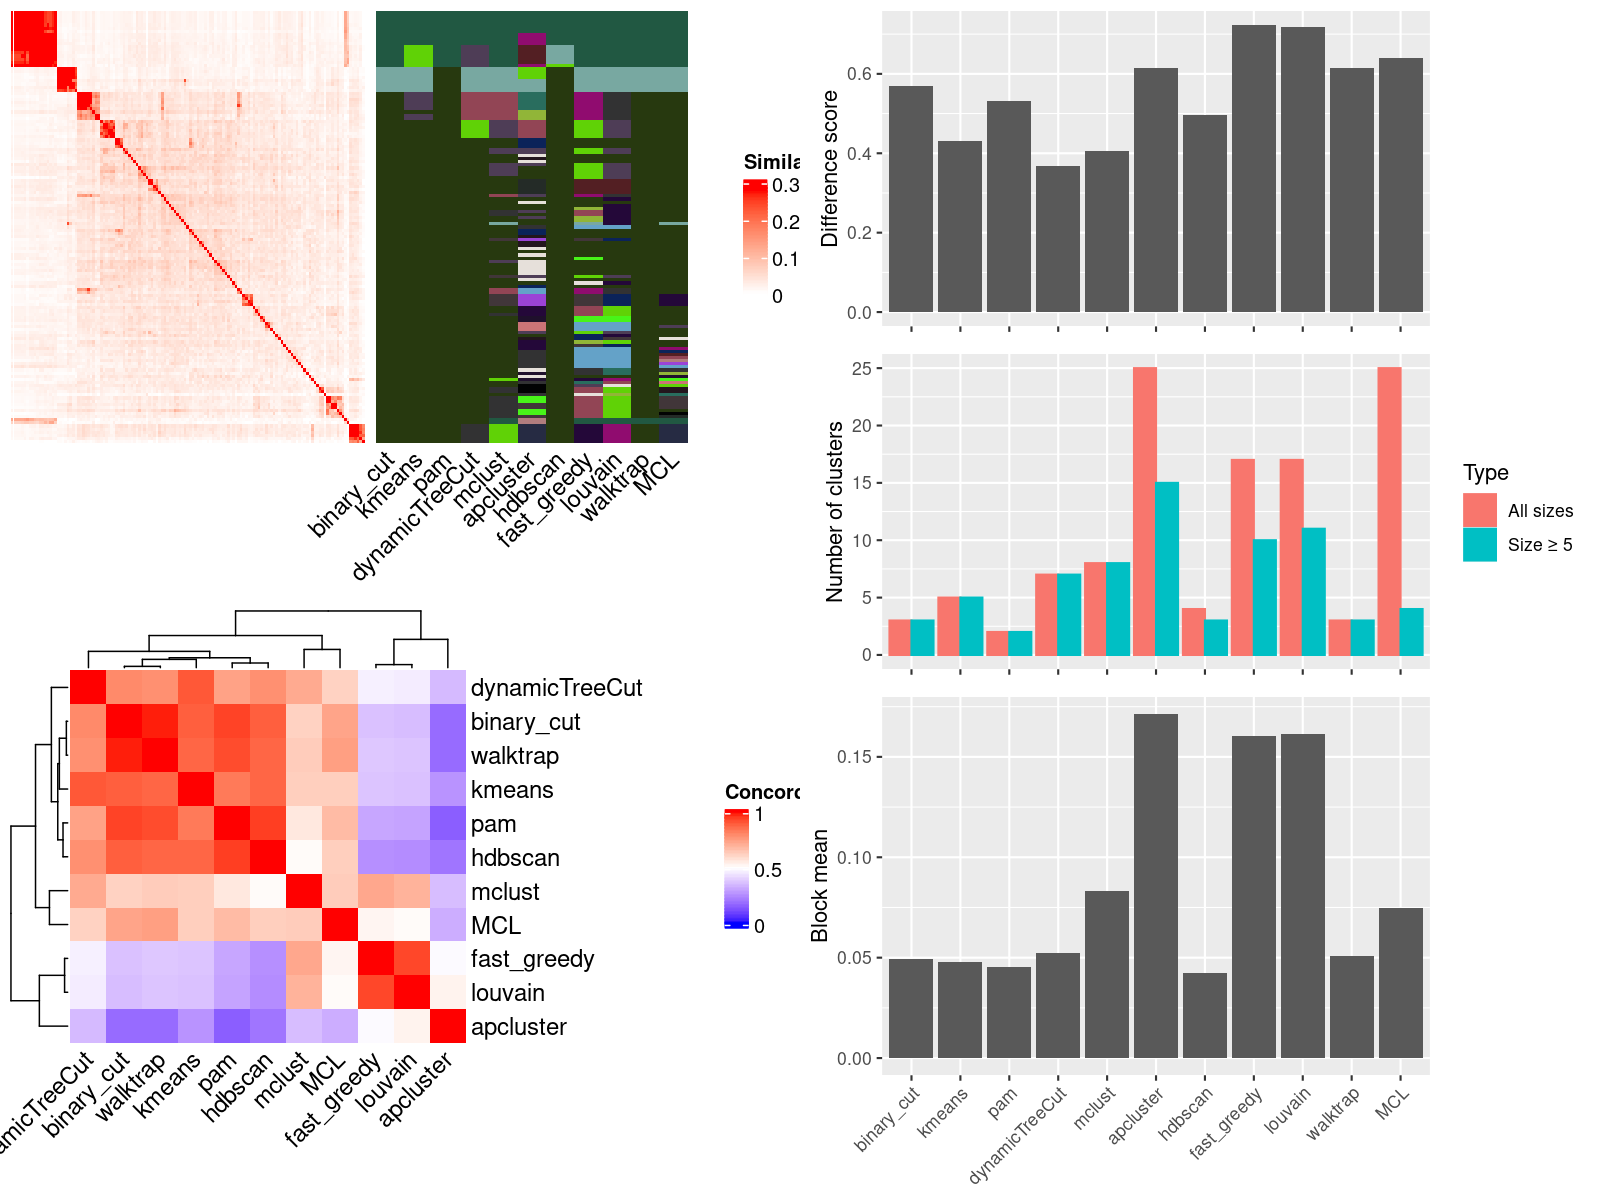 Simila
0.3
0.2
0.1
0
binary_cut
kmeans
pam
dynamicTreeCut
mclust
apcluster
hdbscan
fast_greedy
louvain
walktrap
MCL
Difference score
0.6
0.4
0.2
0.0
Number of clusters
25
20
15
10
5
0
Type
All sizes
Size ≥ 5
dynamicTreeCut
binary_cut
walktrap
kmeans
pam
hdbscan
mclust
MCL
fast_greedy
louvain
apcluster
amicTreeCut
binary_cut
walktrap
kmeans
pam
hdbscan
mclust
MCL
fast_greedy
louvain
apcluster
Concord
1
0.5
0
Block mean
0.15
0.10
0.05
0.00
binary_cut
kmeans
pam
dynamicTreeCut
mclust
apcluster
hdbscan
fast_greedy
louvain
walktrap
MCL